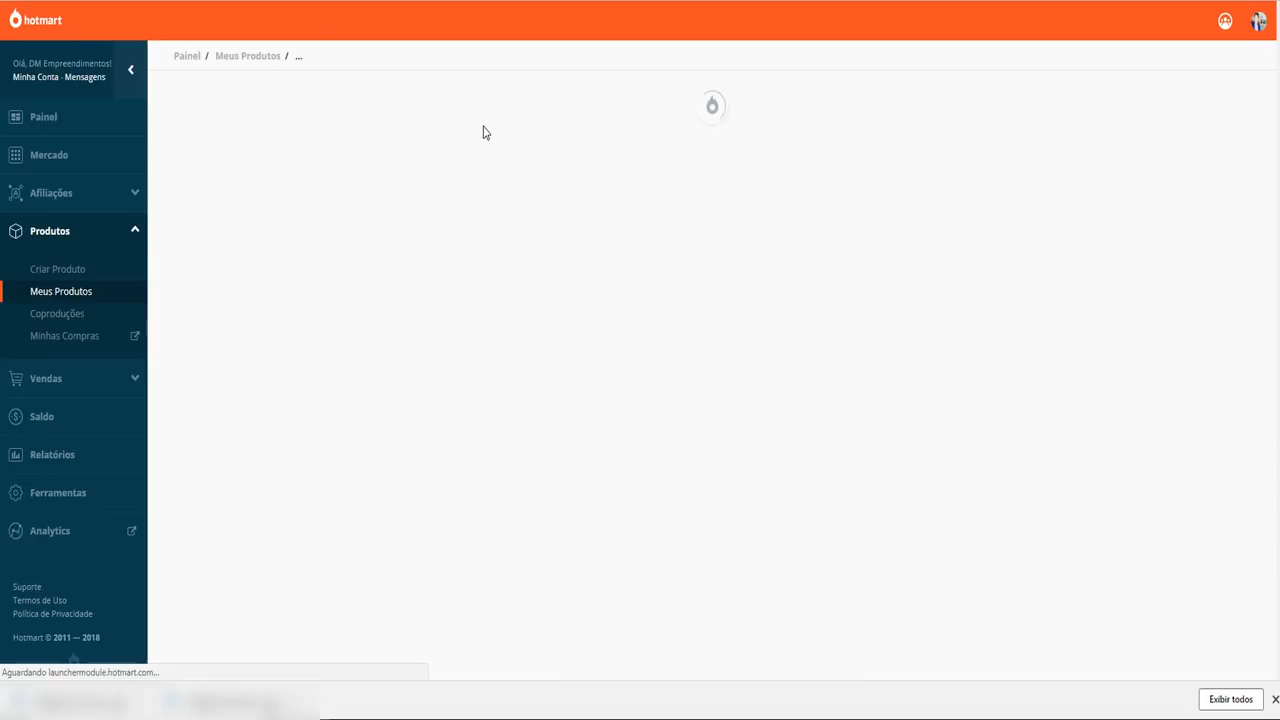 hotmart
Painel / Meus Produtos / ...
Olá, DM Empreendimentos!
Minha Conta · Mensagens
Painel
Mercado
Afiliações
Produtos
Criar Produto
Meus Produtos
Coproduções
Minhas Compras
Vendas
Saldo
Relatórios
Ferramentas
Analytics
Suporte
Termos de Uso
Política de Privacidade
Hotmart © 2011 — 2018
Aguardando launchermodule.hotmart.com...
Exibir todos